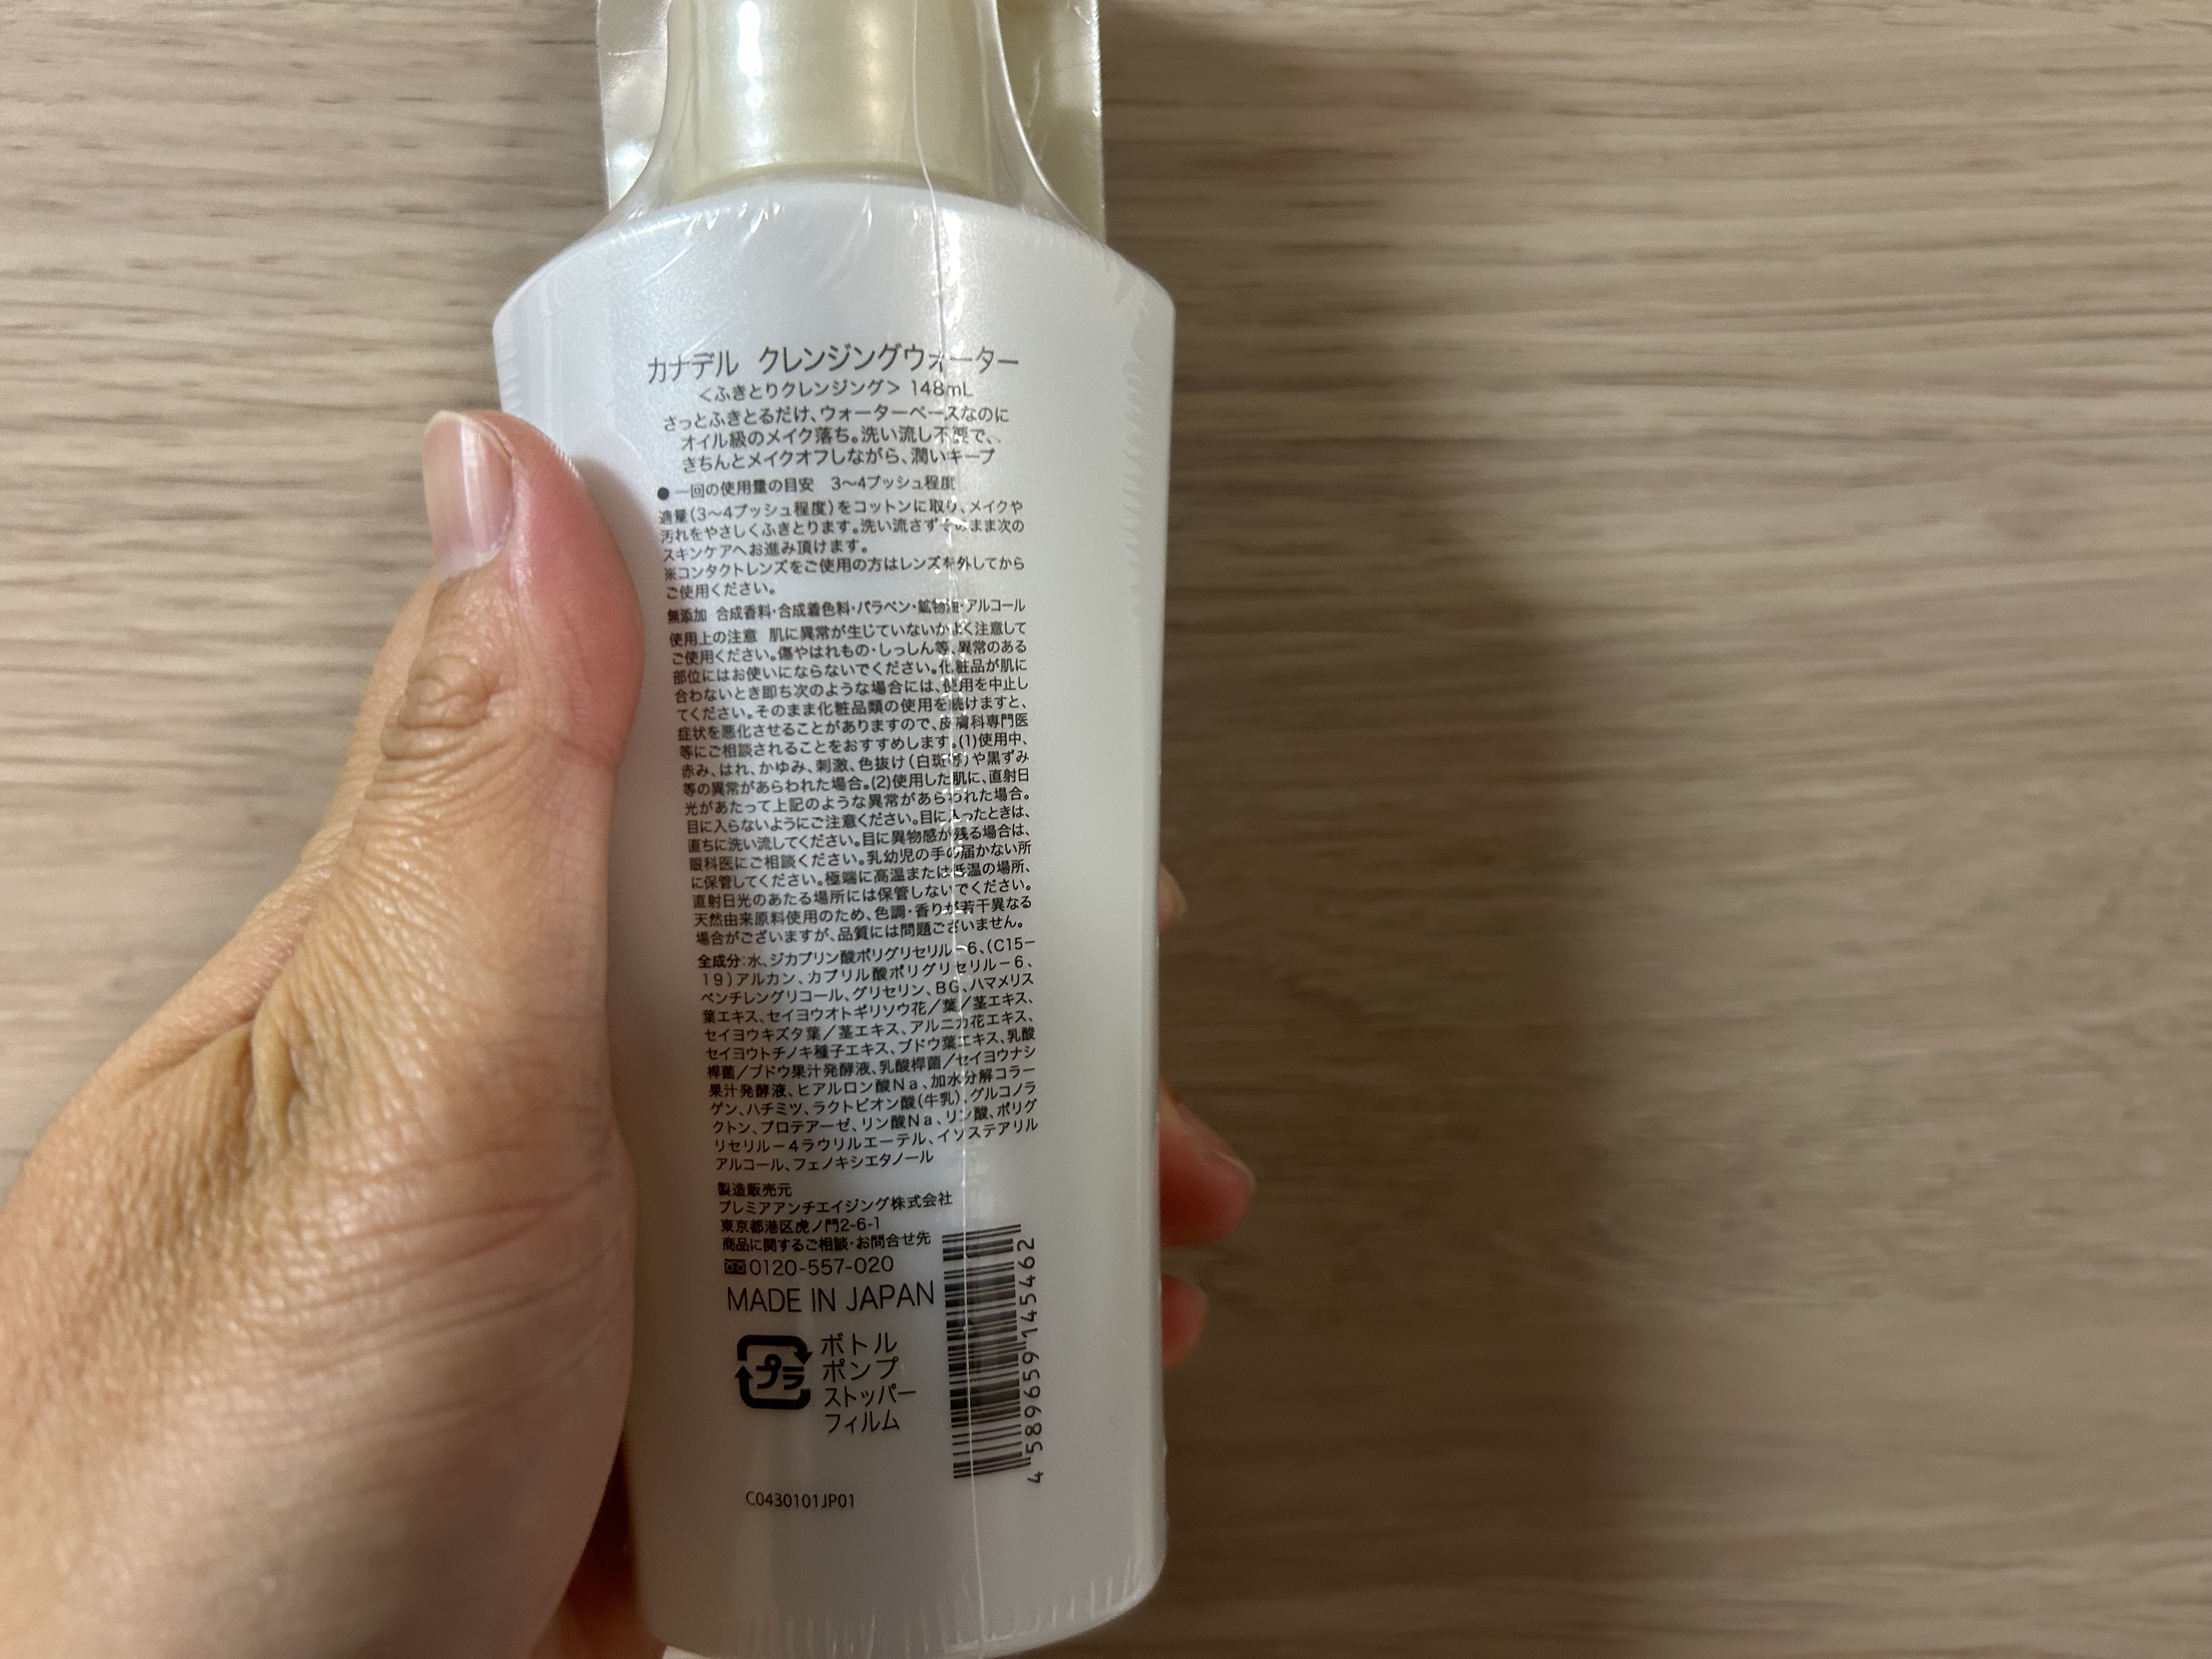 カナデル クレンジングウォーター
＜ふきとりクレンジング＞ 148mL
さっとふきとるだけ、ウォーターベースなのに
オイル級のメイク落ち。洗い流し不要で、
きちんとメイクオフしながら、潤いキープ
● 一回の使用量の目安 3〜4プッシュ程度
適量（3〜4プッシュ程度）をコットンに取り、メイクや
汚れをやさしくふきとります。洗い流さずそのまま次の
スキンケアへお進み頂けます。
※コンタクトレンズをご使用の方はレンズを外してから
ご使用ください。
無添加 合成香料・合成着色料・パラベン・鉱物油・アルコール
使用上の注意 肌に異常が生じていないかよく注意して
ご使用ください。傷やはれもの・しっしん等、異常のある
部位にはお使いにならないでください。化粧品が肌に
合わないとき即ち次のような場合には、使用を中止し
てください。そのまま化粧品類の使用を続けますと、
症状を悪化させることがありますので、皮膚科専門医
等にご相談されることをおすすめします。(1)使用中、
赤み、はれ、かゆみ、刺激、色抜け（白斑等）や黒ずみ
等の異常があらわれた場合。(2)使用した肌に、直射日
光があたって上記のような異常があらわれた場合。
目に入らないようにご注意ください。目に入ったときは、
直ちに洗い流してください。目に異物感が残る場合は、
眼科医にご相談ください。乳幼児の手の届かない所
に保管してください。極端に高温または低温の場所、
直射日光のあたる場所には保管しないでください。
天然由来原料使用のため、色調・香りが若干異なる
場合がございますが、品質には問題ございません。
全成分：水、ジカプリン酸ポリグリセリル－6、（C15－
19）アルカン、カプリル酸ポリグリセリル－6、
ペンチレングリコール、グリセリン、BG、ハマメリス
葉エキス、セイヨウオトギリソウ花／葉／茎エキス、
セイヨウキズタ葉／茎エキス、アルニカ花エキス、
セイヨウトチノキ種子エキス、ブドウ葉エキス、乳酸
桿菌／ブドウ果汁発酵液、乳酸桿菌／セイヨウナシ
果汁発酵液、ヒアルロン酸Na、加水分解コラー
ゲン、ハチミツ、ラクトビオン酸（牛乳）、グルコノラ
クトン、プロテアーゼ、リン酸Na、リン酸、ポリグ
リセリル－4ラウリルエーテル、イソステアリル
アルコール、フェノキシエタノール
製造販売元
プレミアアンチエイジング株式会社
東京都港区虎ノ門2-6-1
商品に関するご相談・お問合せ先
0120-557-020
MADE IN JAPAN
プラ
ボトル
ポンプ
ストッパー
フィルム
4 589659 145462
C0430101JP01